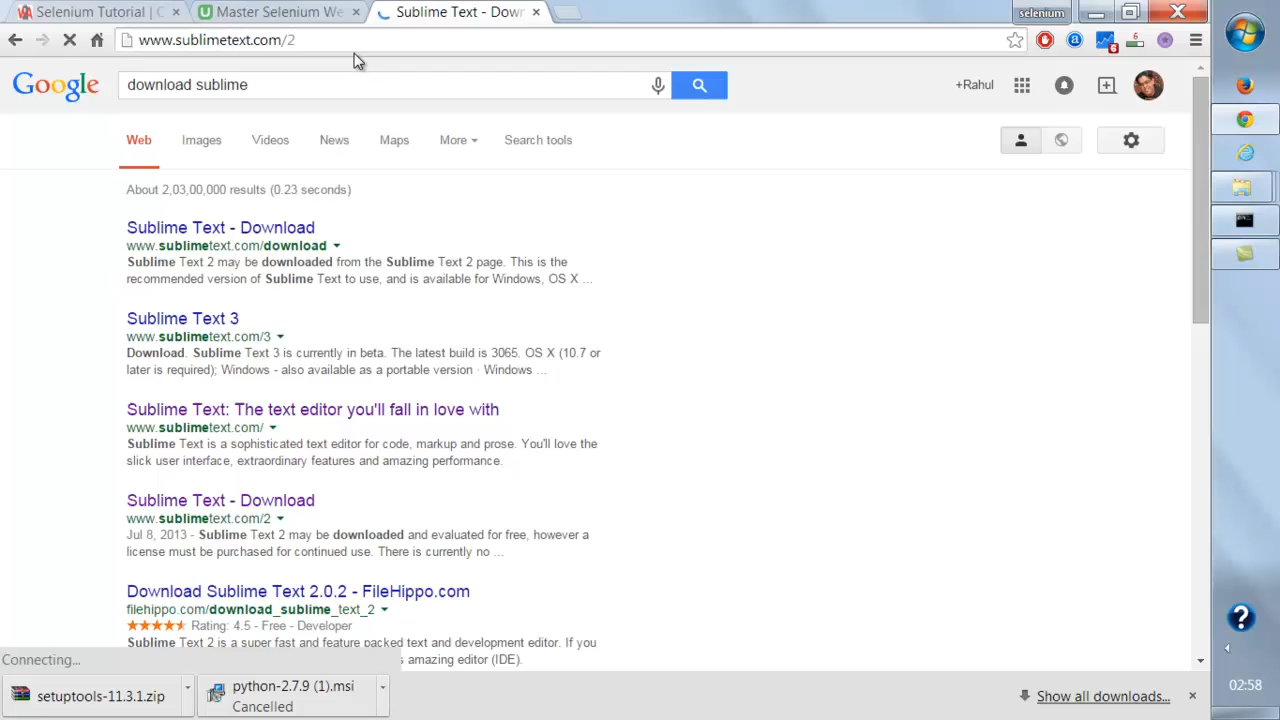 Selenium Tutorial | C
Master Selenium We
Sublime Text - Dow
selenium
www.sublimetext.com/2
6
6
Google
download sublime
+Rahul
Web
Images
Videos
News
Maps
More
Search tools
About 2,03,00,000 results (0.23 seconds)
Sublime Text - Download
www.sublimetext.com/download
Sublime Text 2 may be downloaded from the Sublime Text 2 page. This is the
recommended version of Sublime Text to use, and is available for Windows, OS X ...
Sublime Text 3
www.sublimetext.com/3
Download. Sublime Text 3 is currently in beta. The latest build is 3065. OS X (10.7 or
later is required); Windows - also available as a portable version · Windows ...
Sublime Text: The text editor you'll fall in love with
www.sublimetext.com/
Sublime Text is a sophisticated text editor for code, markup and prose. You'll love the
slick user interface, extraordinary features and amazing performance.
Sublime Text - Download
www.sublimetext.com/2
Jul 8, 2013 - Sublime Text 2 may be downloaded and evaluated for free, however a
license must be purchased for continued use. There is currently no ...
Download Sublime Text 2.0.2 - FileHippo.com
filehippo.com/download_sublime_text_2
Rating: 4.5 - Free - Developer
Sublime Text 2 is a super fast and feature packed text and development editor. If you
amazing editor (IDE).
Connecting...
setuptools-11.3.1.zip
python-2.7.9 (1).msi
Cancelled
Show all downloads...
02:58